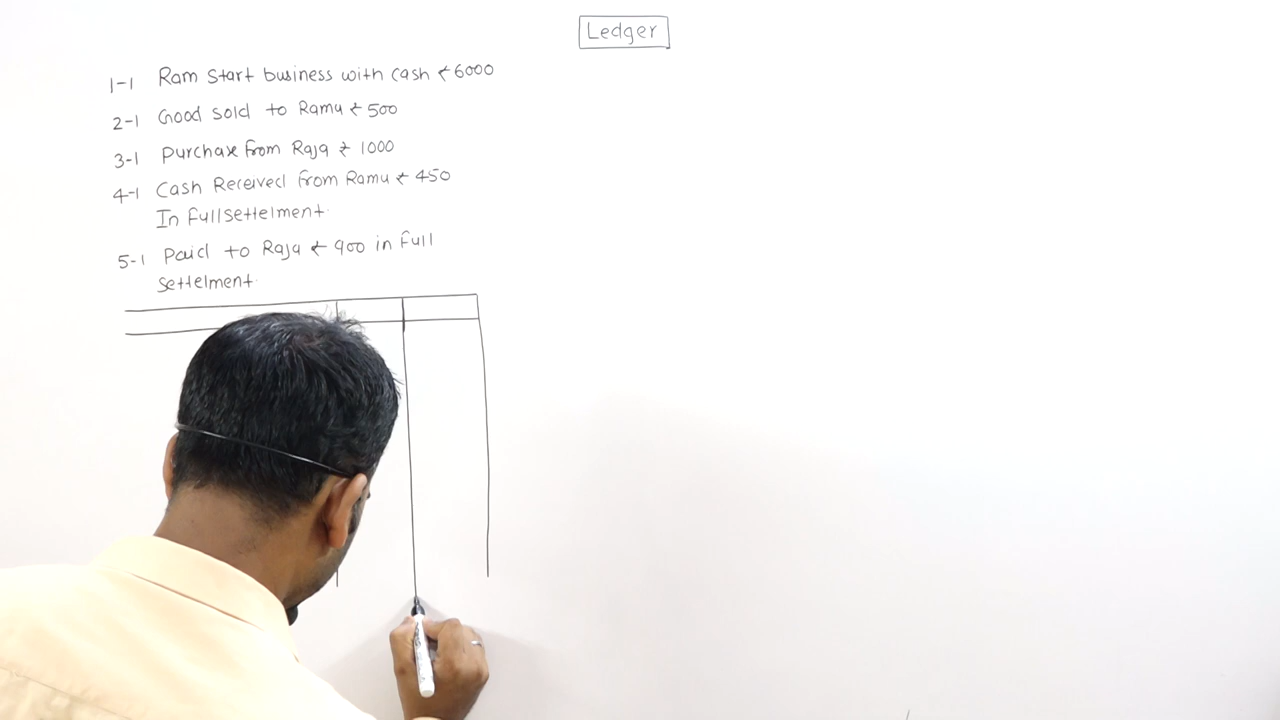 Ledger
1-1 Ram Start business with cash ₹ 6000
2-1 Good sold to Ramu ₹ 500
3-1 Purchase from Raja ₹ 1000
4-1 Cash Received from Ramu ₹ 450
In full settelment.
5-1 Paid to Raja ₹ 900 in full
settelment.